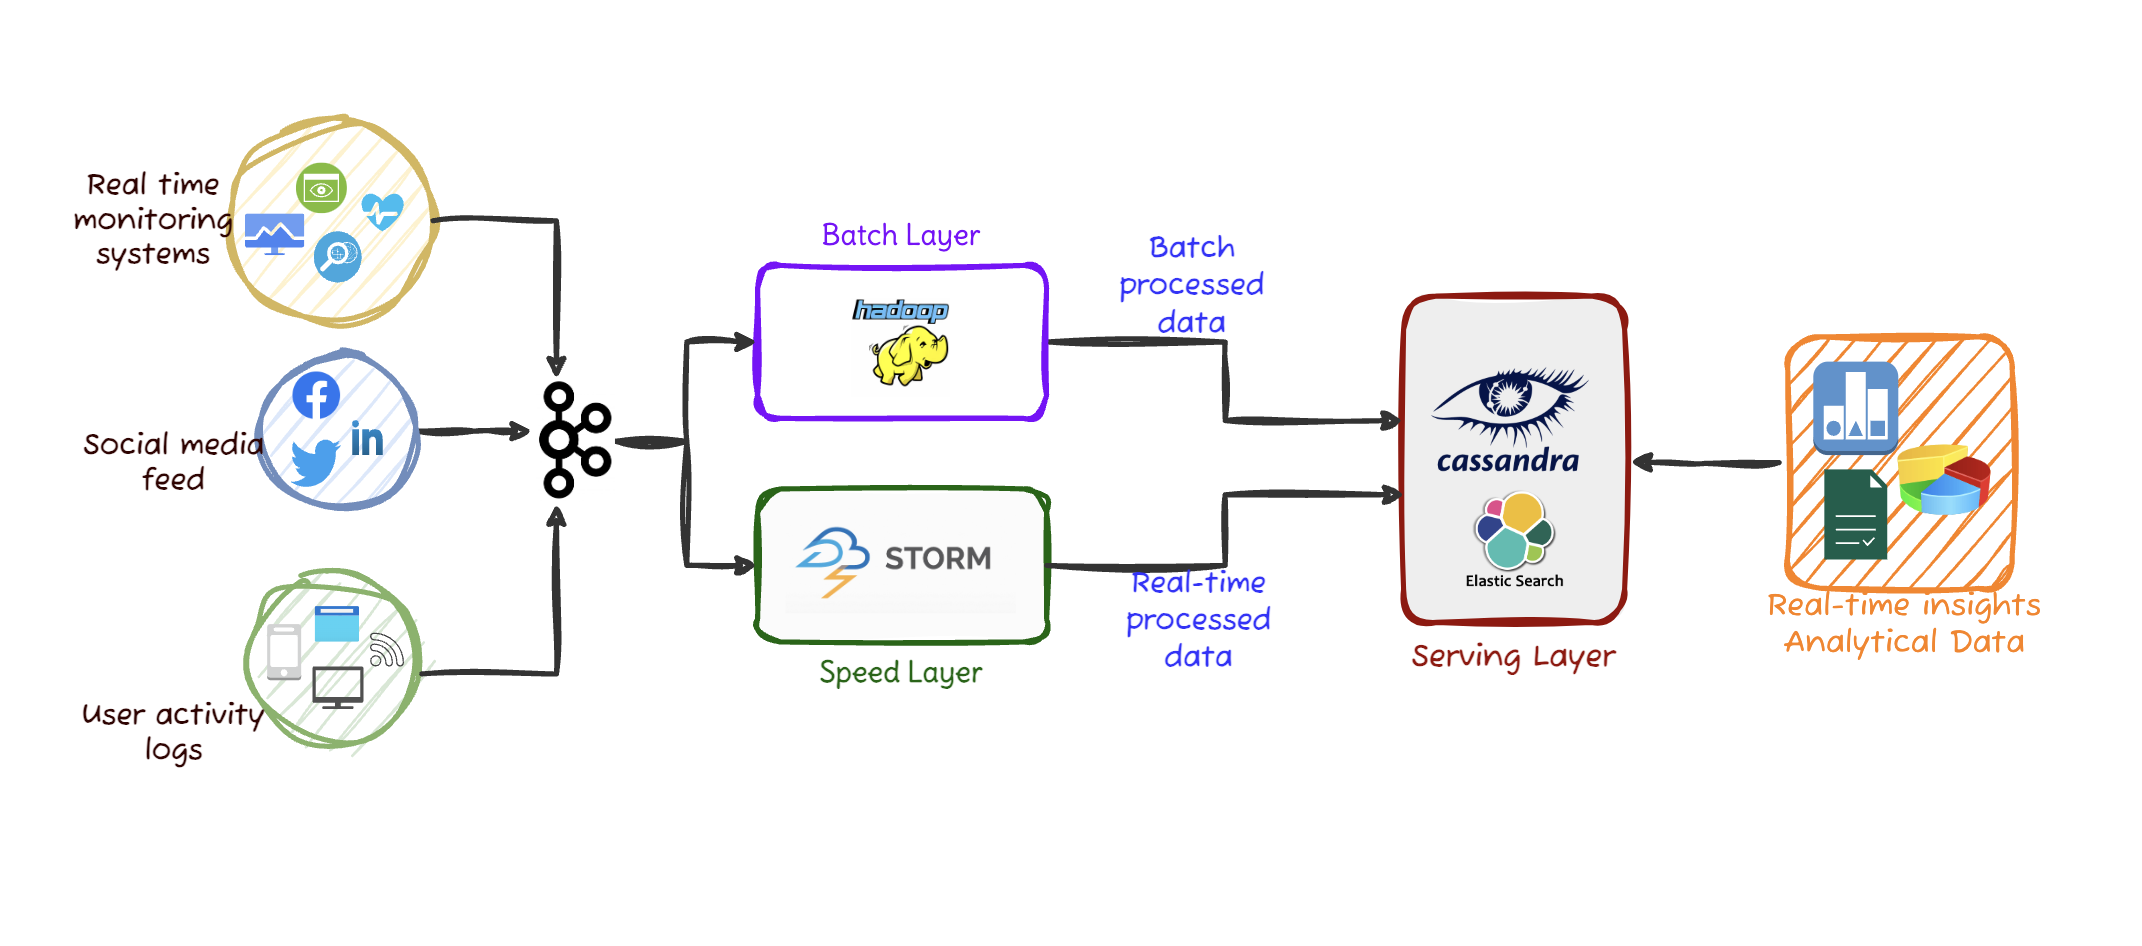 Real time
monitoring
systems
Social media
feed
in
User activity
logs
Batch Layer
hadoop
STORM
Speed Layer
Batch
processed
data
Real-time
processed
data
cassandra
Elastic Search
Serving Layer
Real-time insights
Analytical Data